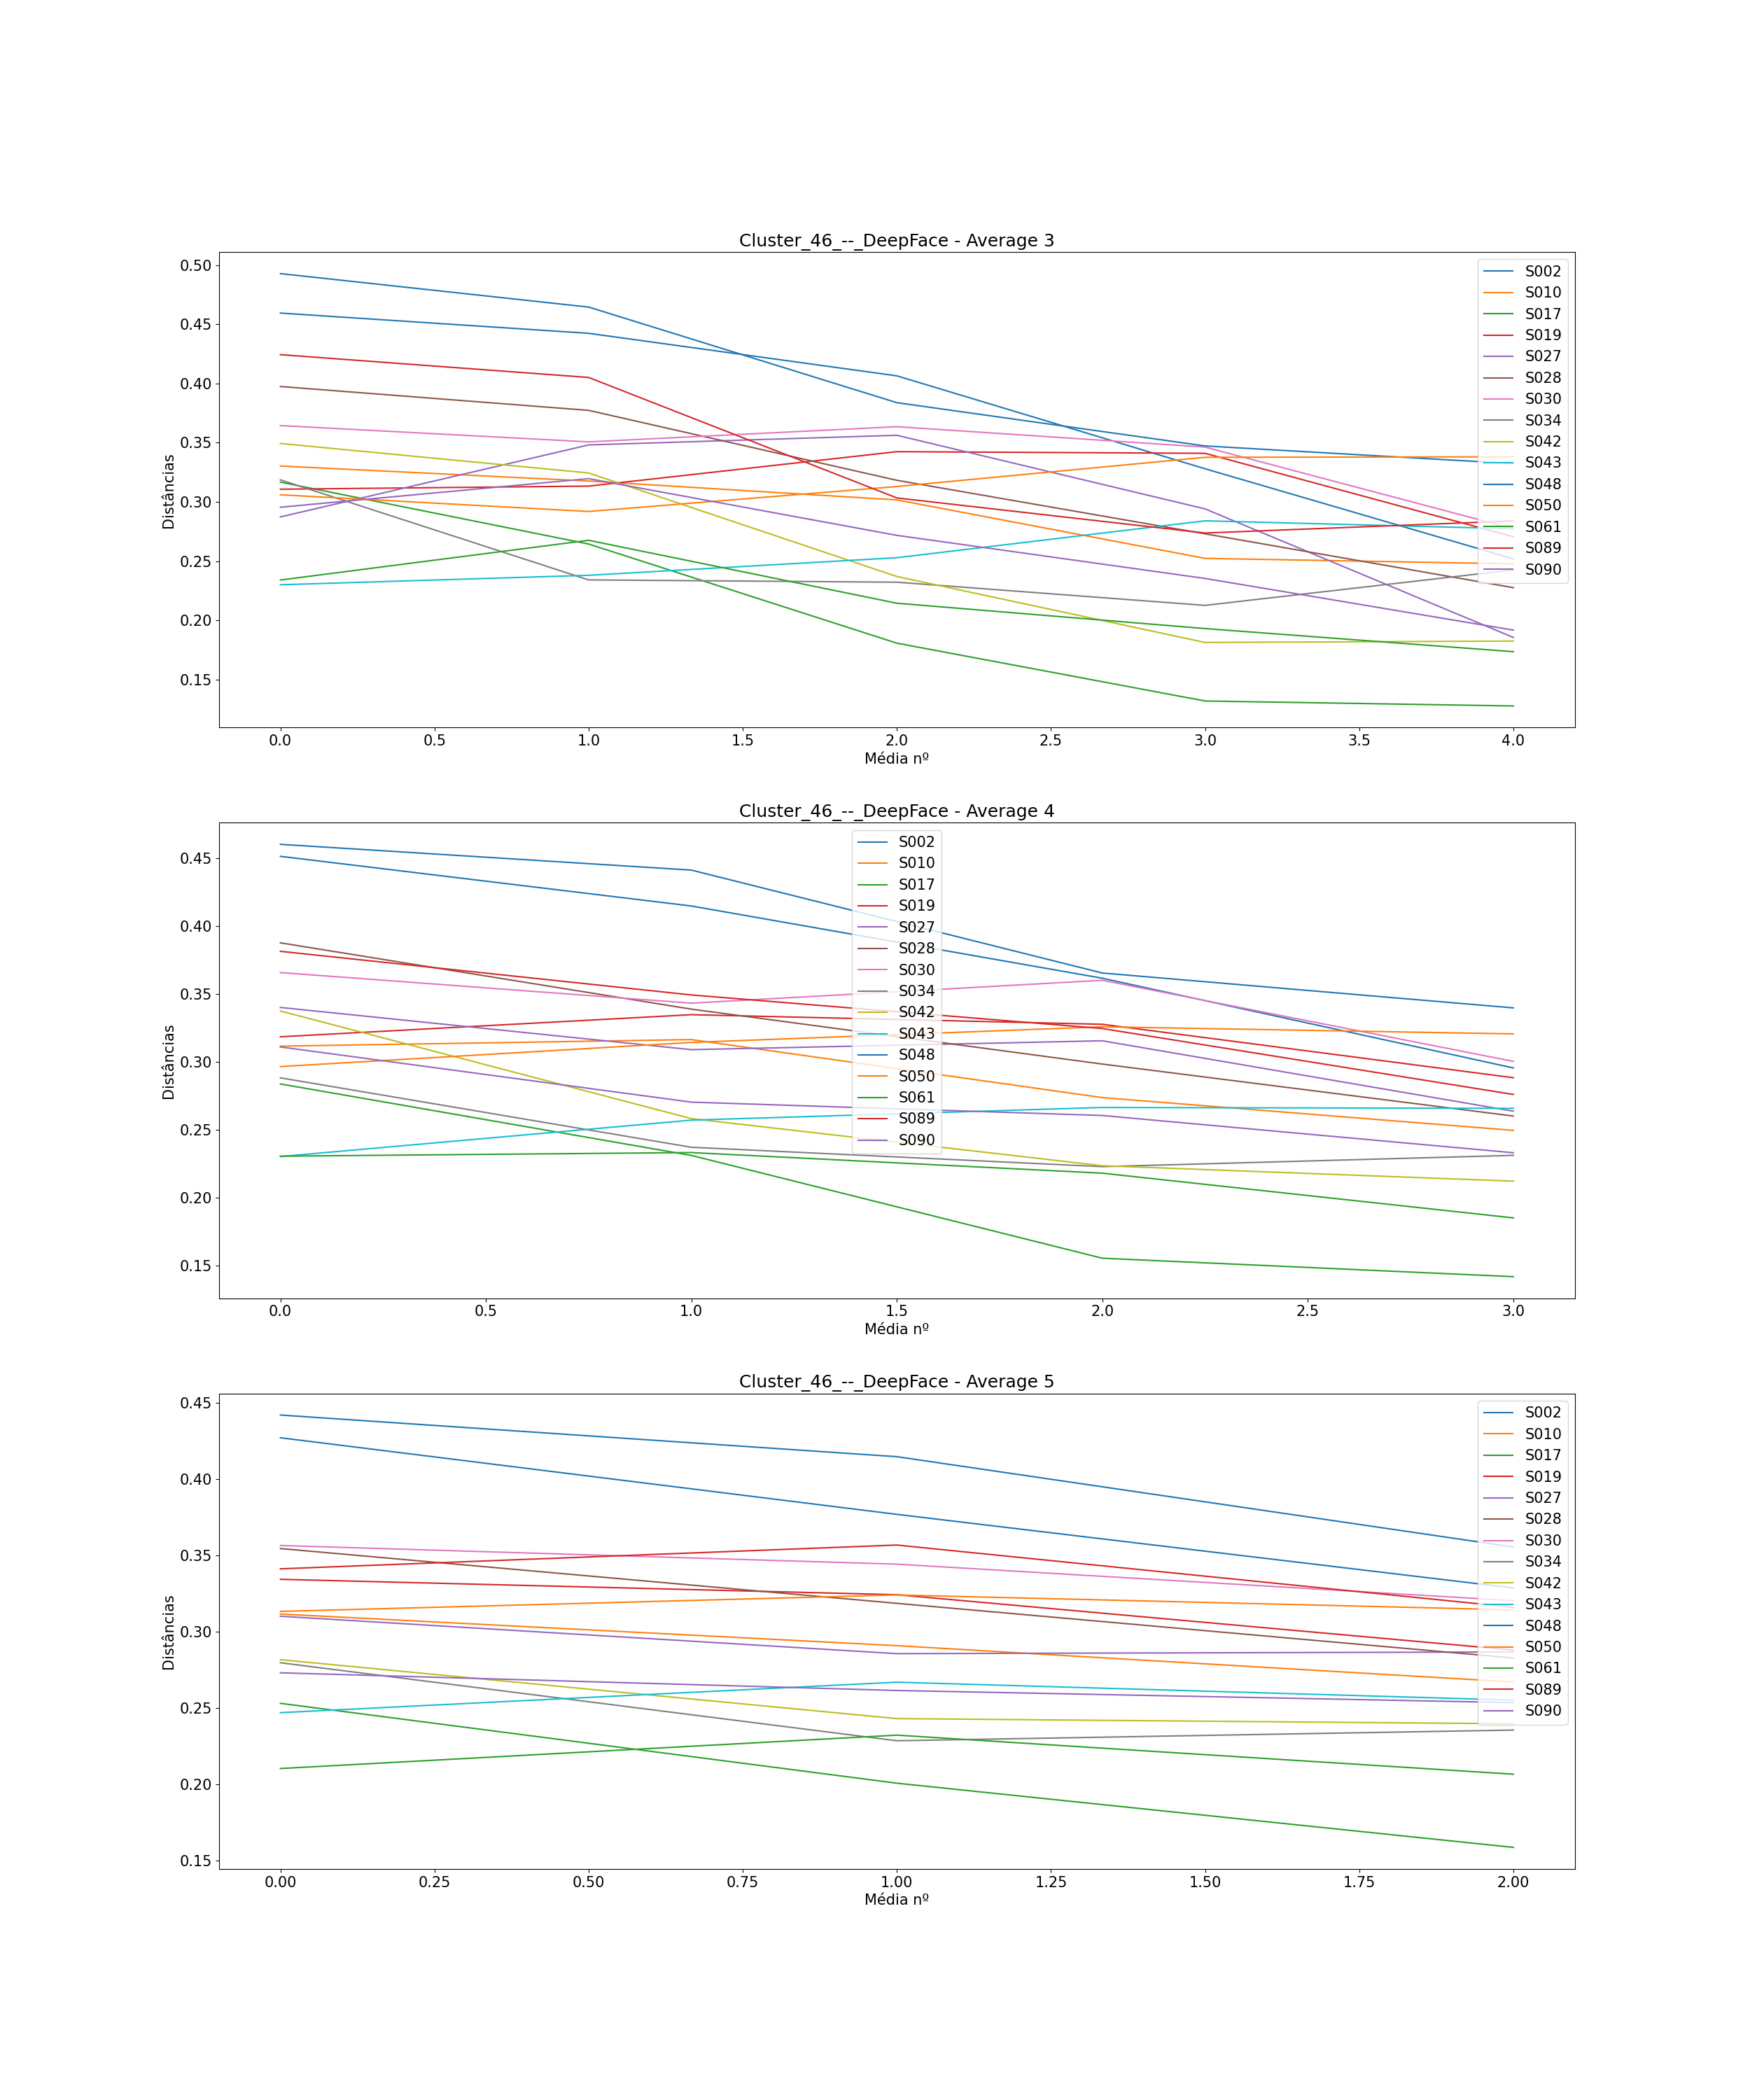 Cluster_46_--_DeepFace - Average 3
0.50
0.45
0.40
0.35
0.30
0.25
0.20
0.15
Distâncias
S002
S010
S017
S019
S027
S028
S030
S034
S042
S043
S048
S050
S061
S089
S090
0.0 0.5 1.0 1.5 2.0 2.5 3.0 3.5 4.0
Média nº
Cluster_46_--_DeepFace - Average 4
0.45
0.40
0.35
0.30
0.25
0.20
0.15
Distâncias
S002
S010
S017
S019
S027
S028
S030
S034
S042
S043
S048
S050
S061
S089
S090
0.0 0.5 1.0 1.5 2.0 2.5 3.0
Média nº
Cluster_46_--_DeepFace - Average 5
0.45
0.40
0.35
0.30
0.25
0.20
0.15
Distâncias
S002
S010
S017
S019
S027
S028
S030
S034
S042
S043
S048
S050
S061
S089
S090
0.00 0.25 0.50 0.75 1.00 1.25 1.50 1.75 2.00
Média nº